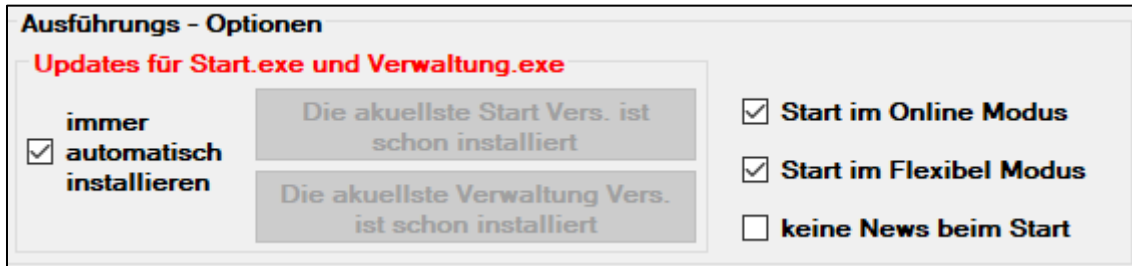 Ausführungs - Optionen
Updates für Start.exe und Verwaltung.exe
immer
automatisch
installieren
Die akuellste Start Vers. ist
schon installiert
Die akuellste Verwaltung Vers.
ist schon installiert
Start im Online Modus
Start im Flexibel Modus
keine News beim Start